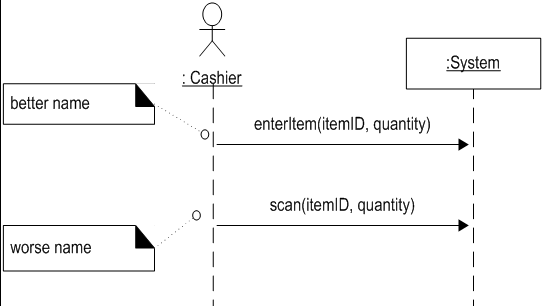 : Cashier
:System
better name
enterItem(itemID, quantity)
scan(itemID, quantity)
worse name